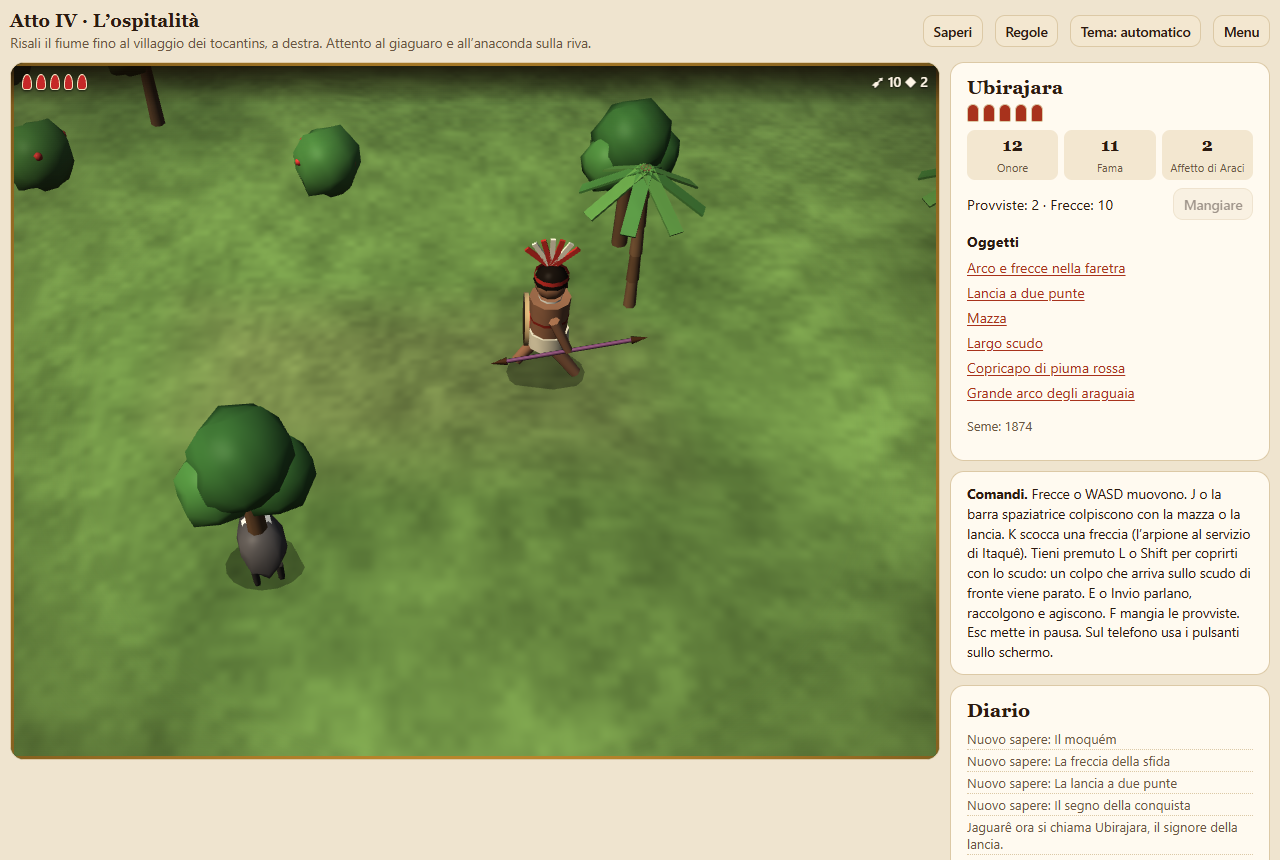 Atto IV · L’ospitalità
Risali il fiume fino al villaggio dei tocantins, a destra. Attento al giaguaro e all’anaconda sulla riva.
Saperi
Regole
Tema: automatico
Menu
10
2
Ubirajara
12
Onore
11
Fama
2
Affetto di Araci
Provviste: 2 · Frecce: 10
Mangiare
Oggetti
Arco e frecce nella faretra
Lancia a due punte
Mazza
Largo scudo
Copricapo di piuma rossa
Grande arco degli araguaia
Seme: 1874
Comandi. Frecce o WASD muovono. J o la
barra spaziatrice colpiscono con la mazza o la
lancia. K scocca una freccia (l’arpione al servizio
di Itaquê). Tieni premuto L o Shift per coprirti
con lo scudo: un colpo che arriva sullo scudo di
fronte viene parato. E o Invio parlano,
raccolgono e agiscono. F mangia le provviste.
Esc mette in pausa. Sul telefono usa i pulsanti
sullo schermo.
Diario
Nuovo sapere: Il moquém
Nuovo sapere: La freccia della sfida
Nuovo sapere: La lancia a due punte
Nuovo sapere: Il segno della conquista
Jaguarê ora si chiama Ubirajara, il signore della
lancia.